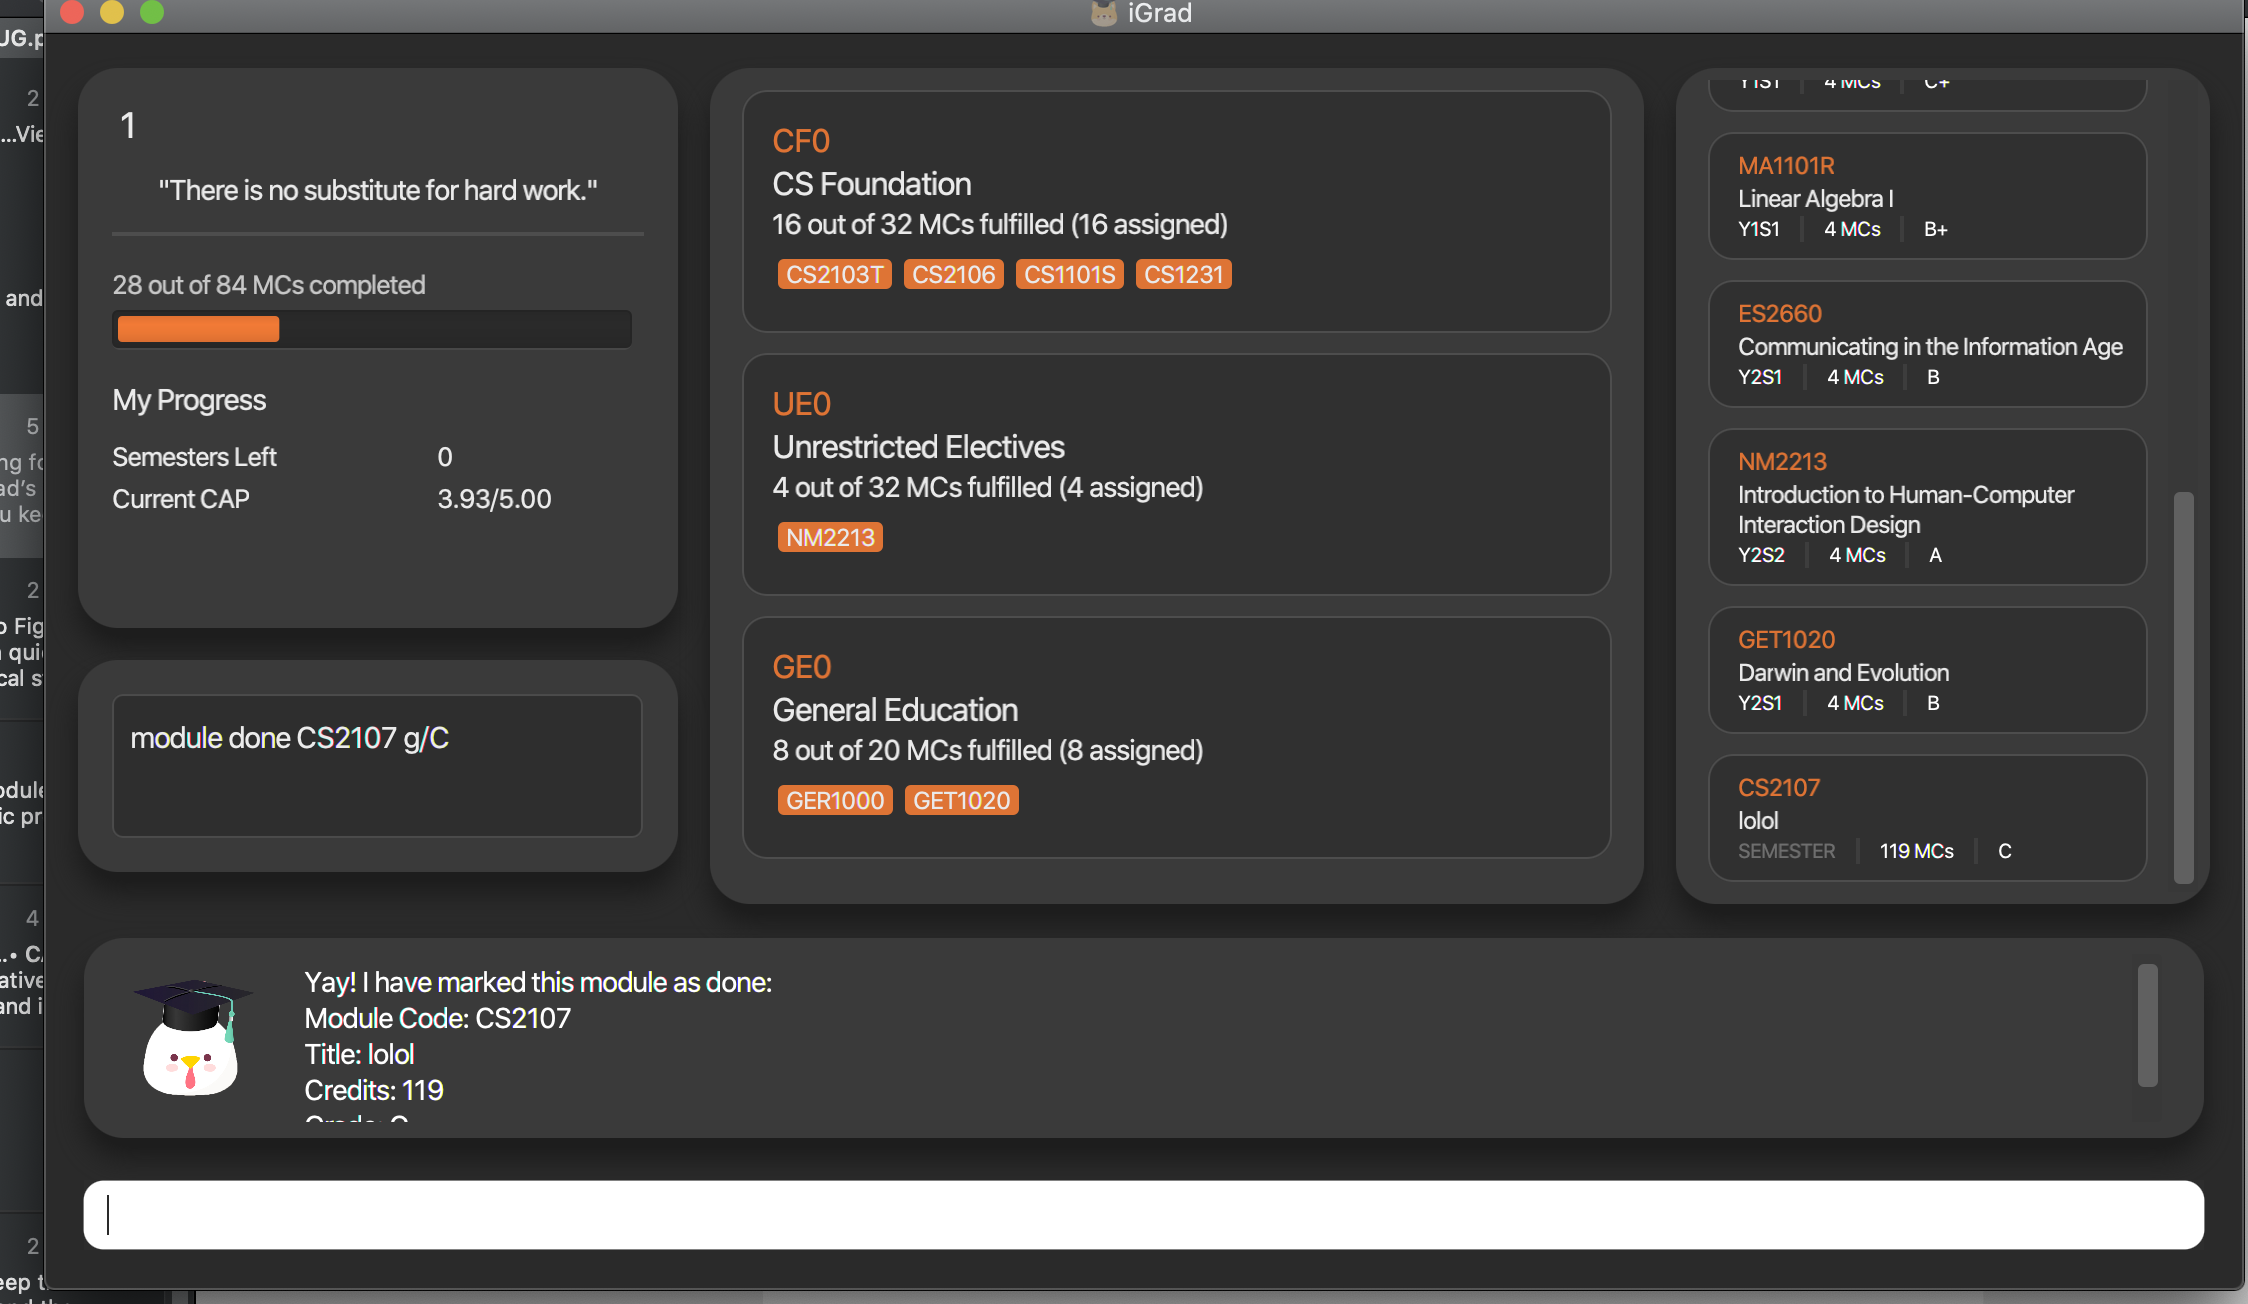 iGrad
UG.p
2
...Vie
and
5
ng fo
ad's
u ke
2
o Fig
quic
cal s
odule
ic pr
4
ative
and i
2
eep t
1
"There is no substitute for hard work."
28 out of 84 MCs completed
My Progress
Semesters Left 0
Current CAP 3.93/5.00
module done CS2107 g/C
CF0
CS Foundation
16 out of 32 MCs fulfilled (16 assigned)
CS2103T CS2106 CS1101S CS1231
UE0
Unrestricted Electives
4 out of 32 MCs fulfilled (4 assigned)
NM2213
GE0
General Education
8 out of 20 MCs fulfilled (8 assigned)
GER1000 GET1020
Y1S1 4 MCs C+
MA1101R
Linear Algebra I
Y1S1 4 MCs B+
ES2660
Communicating in the Information Age
Y2S1 4 MCs B
NM2213
Introduction to Human-Computer
Interaction Design
Y2S2 4 MCs A
GET1020
Darwin and Evolution
Y2S1 4 MCs B
CS2107
lolol
SEMESTER 119 MCs C
Yay! I have marked this module as done:
Module Code: CS2107
Title: lolol
Credits: 119
Grade: C